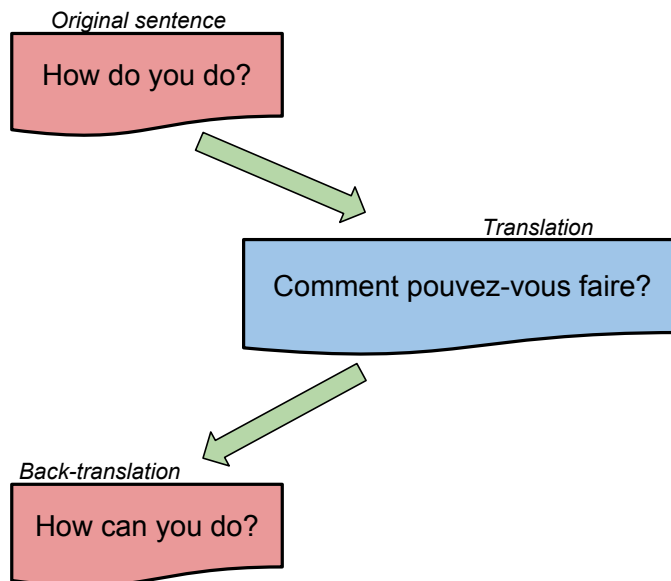 Original sentence
How do you do?
Translation
Comment pouvez-vous faire?
Back-translation
How can you do?